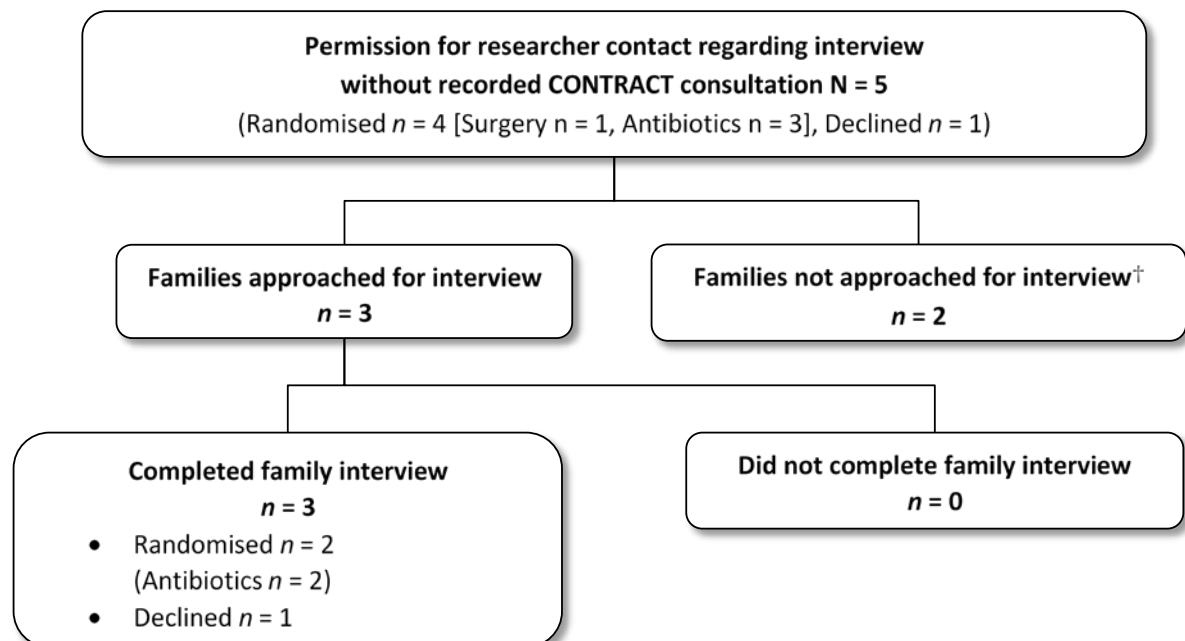 Permission for researcher contact regarding interview
without recorded CONTRACT consultation N = 5
(Randomised n = 4 [Surgery n = 1, Antibiotics n = 3], Declined n = 1)
Families approached for interview
n = 3
Families not approached for interview†
n = 2
Completed family interview
n = 3
• Randomised n = 2
(Antibiotics n = 2)
• Declined n = 1
Did not complete family interview
n = 0